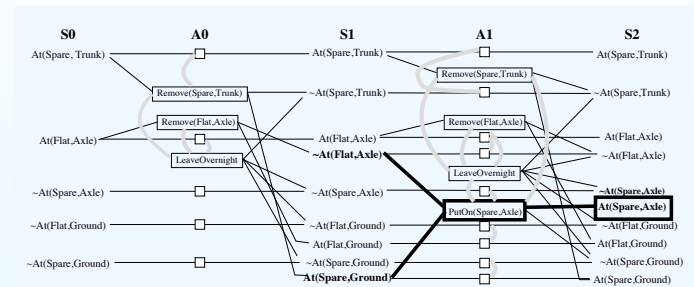 S0 A0 S1 A1 S2
At(Spare, Trunk) At(Spare,Trunk) At(Spare,Trunk)
Remove(Spare,Trunk)
Remove(Spare,Trunk) ~At(Spare,Trunk) ~At(Spare,Trunk)
Remove(Flat,Axle) Remove(Flat,Axle)
At(Flat,Axle) At(Flat,Axle) At(Flat,Axle)
~At(Flat,Axle) ~At(Flat,Axle)
LeaveOvernight
LeaveOvernight
~At(Spare,Axle) ~At(Spare,Axle) ~At(Spare,Axle)
At(Spare,Axle)
PutOn(Spare,Axle)
~At(Flat,Ground) ~At(Flat,Ground) ~At(Flat,Ground)
At(Flat,Ground) At(Flat,Ground)
~At(Spare,Ground) ~At(Spare,Ground) ~At(Spare,Ground)
At(Spare,Ground) At(Spare,Ground)